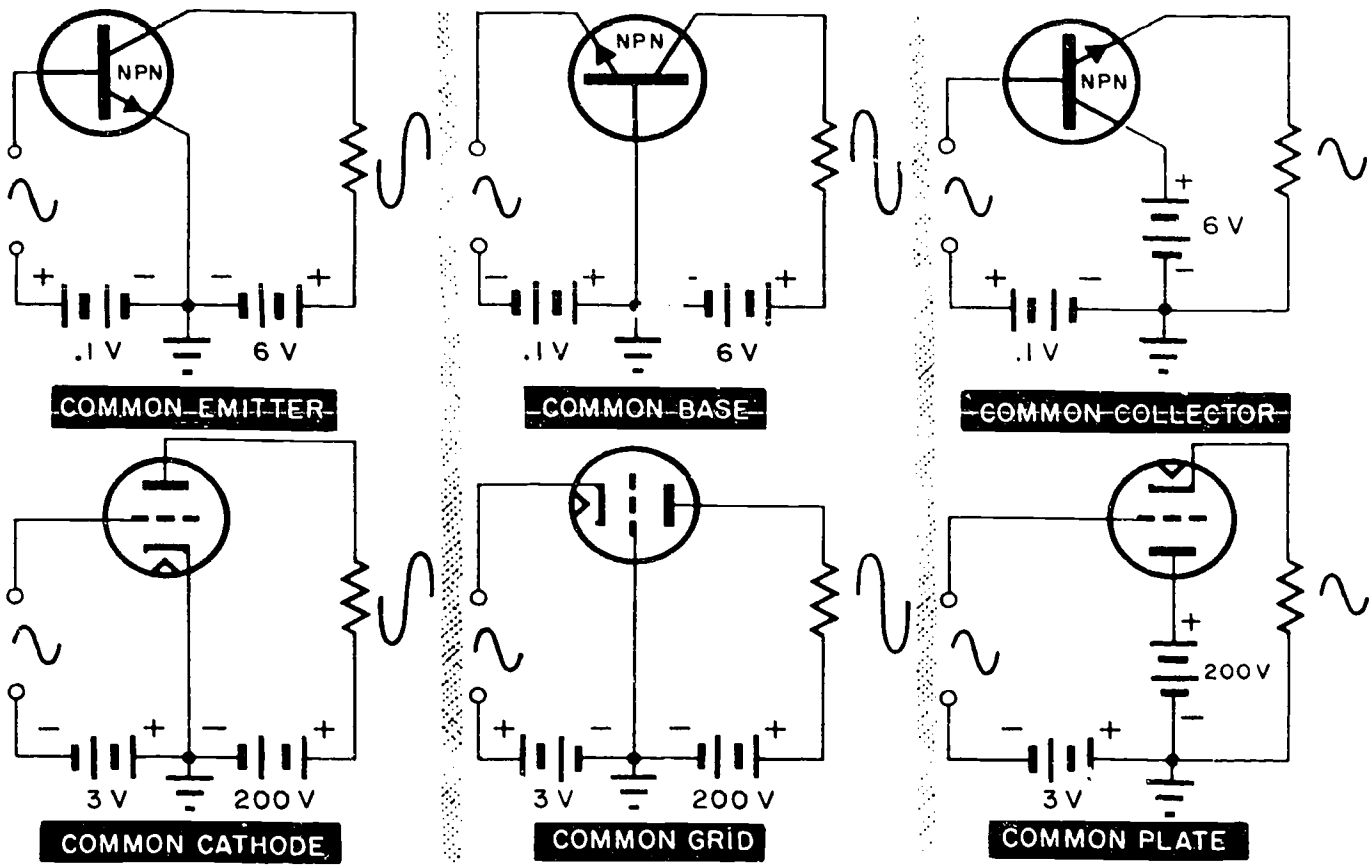 NPN
+ − − +
.1 V 6 V
COMMON EMITTER
NPN
− + - +
.1 V 6 V
COMMON BASE
NPN
+
6 V
−
+ −
.1 V
COMMON COLLECTOR
− + − +
3 V 200 V
COMMON CATHODE
+ − − +
3 V 200 V
COMMON GRID
+
200 V
−
− +
3 V
COMMON PLATE